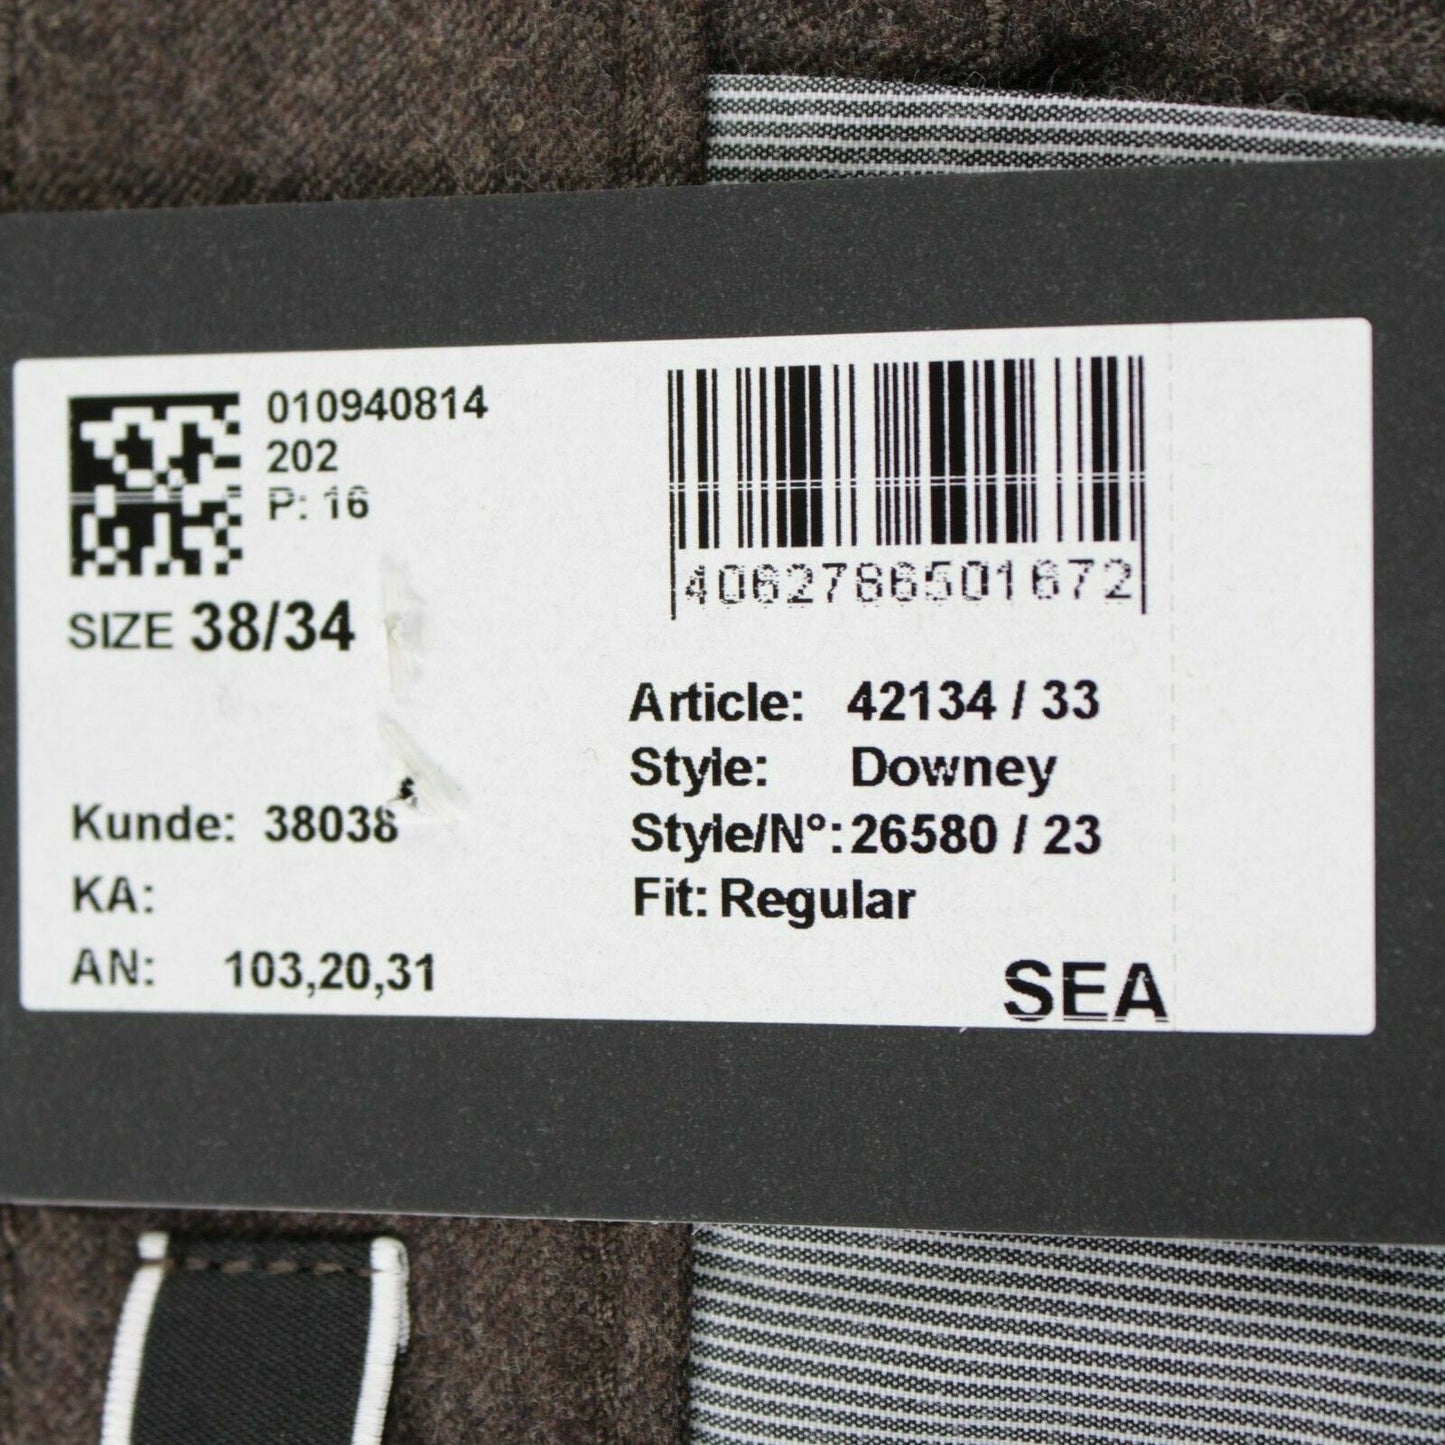 010940814
202
P: 16
SIZE 38/34
Kunde: 38038
KA:
AN: 103,20,31
4062786501672
Article: 42134 / 33
Style: Downey
Style/N°: 26580 / 23
Fit: Regular
SEA